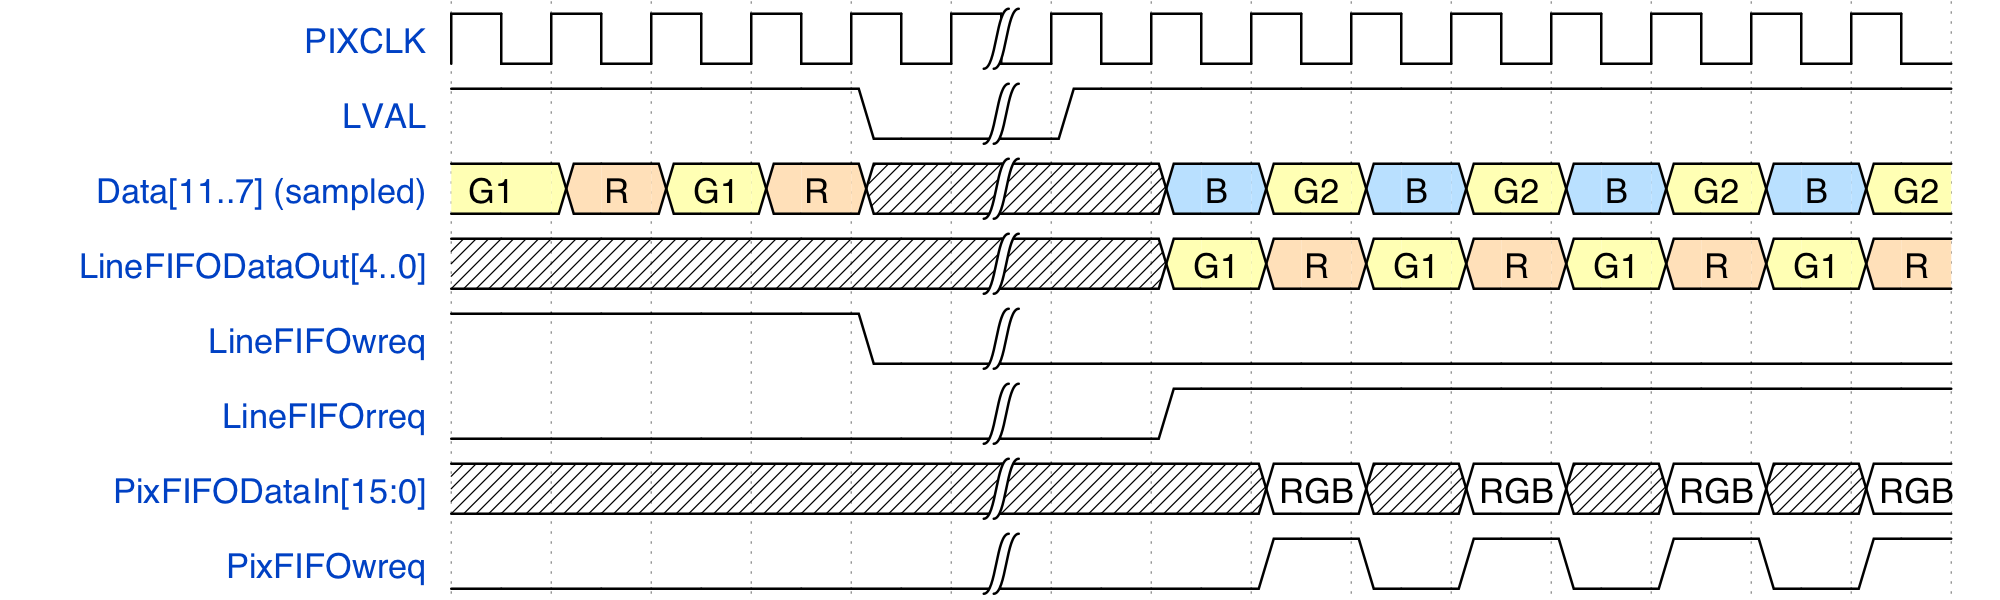 PIXCLK
LVAL
Data[11..7] (sampled) G1 R G1 R B G2 B G2 B G2 B G2
LineFIFODataOut[4..0] G1 R G1 R G1 R G1 R
LineFIFOwreq
LineFIFOrreq
PixFIFODataIn[15:0] RGB RGB RGB RGB
PixFIFOwreq